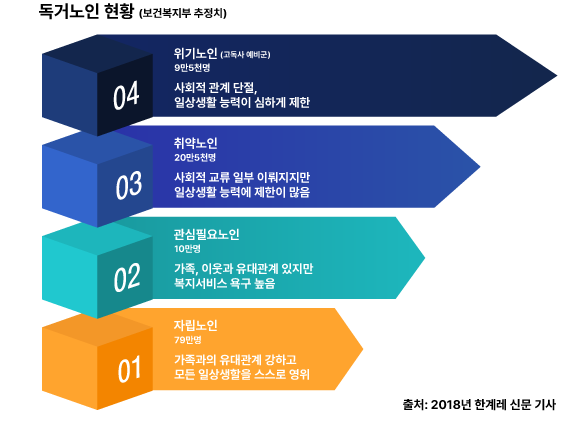 독거노인 현황 (보건복지부 추정치)
04
위기노인 (고독사 예비군)
9만5천명
사회적 관계 단절,
일상생활 능력이 심하게 제한
03
취약노인
20만5천명
사회적 교류 일부 이뤄지지만
일상생활 능력에 제한이 많음
02
관심필요노인
10만명
가족, 이웃과 유대관계 있지만
복지서비스 욕구 높음
01
자립노인
79만명
가족과의 유대관계 강하고
모든 일상생활을 스스로 영위
출처: 2018년 한계레 신문 기사